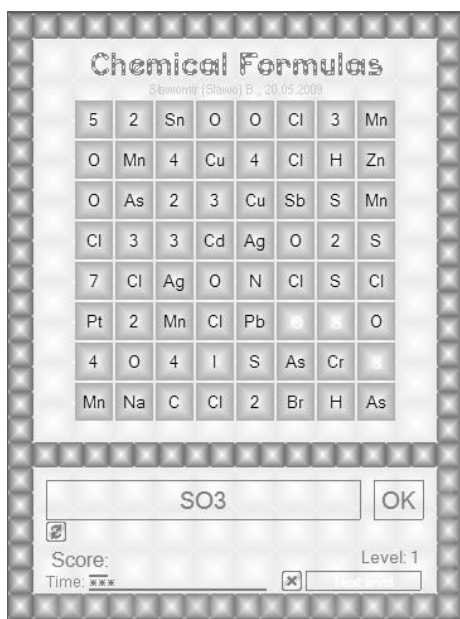 Chemical Formulas
Sławomir (Sławo) B., 20.05.2009
5 2 Sn O O Cl 3 Mn
O Mn 4 Cu 4 Cl H Zn
O As 2 3 Cu Sb S Mn
Cl 3 3 Cd Ag O 2 S
7 Cl Ag O N Cl S Cl
Pt 2 Mn Cl Pb O
4 O 4 I S As Cr
Mn Na C Cl 2 Br H As
SO3 OK
Score: Level: 1
Time: ***
Next level